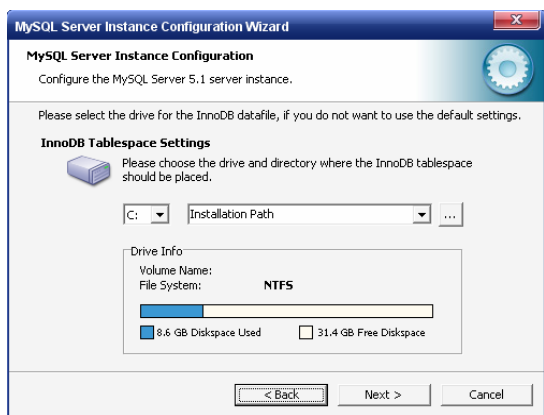 MySQL Server Instance Configuration Wizard
MySQL Server Instance Configuration
Configure the MySQL Server 5.1 server instance.
Please select the drive for the InnoDB datafile, if you do not want to use the default settings.
InnoDB Tablespace Settings
Please choose the drive and directory where the InnoDB tablespace
should be placed.
C: Installation Path ...
Drive Info
Volume Name:
File System: NTFS
8.6 GB Diskspace Used 31.4 GB Free Diskspace
< Back Next > Cancel